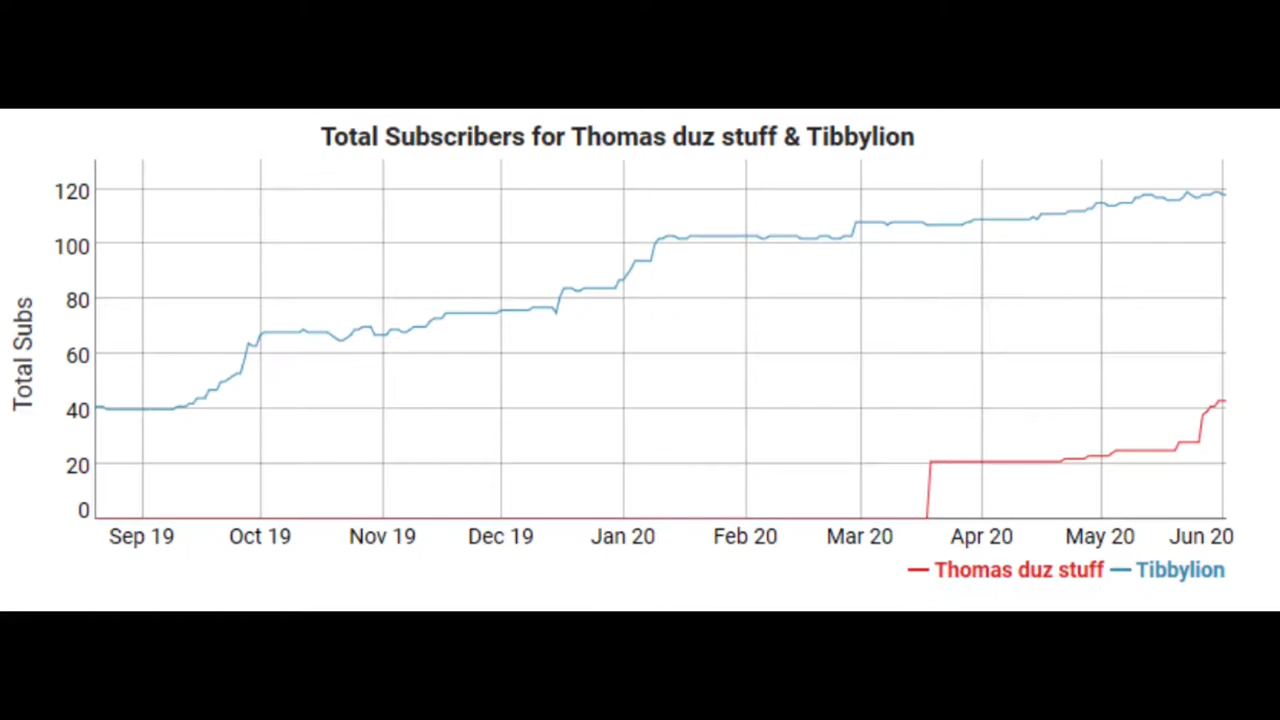 Total Subscribers for Thomas duz stuff & Tibbylion
Total Subs
120
100
80
60
40
20
0
Sep 19 Oct 19 Nov 19 Dec 19 Jan 20 Feb 20 Mar 20 Apr 20 May 20 Jun 20
Thomas duz stuff Tibbylion